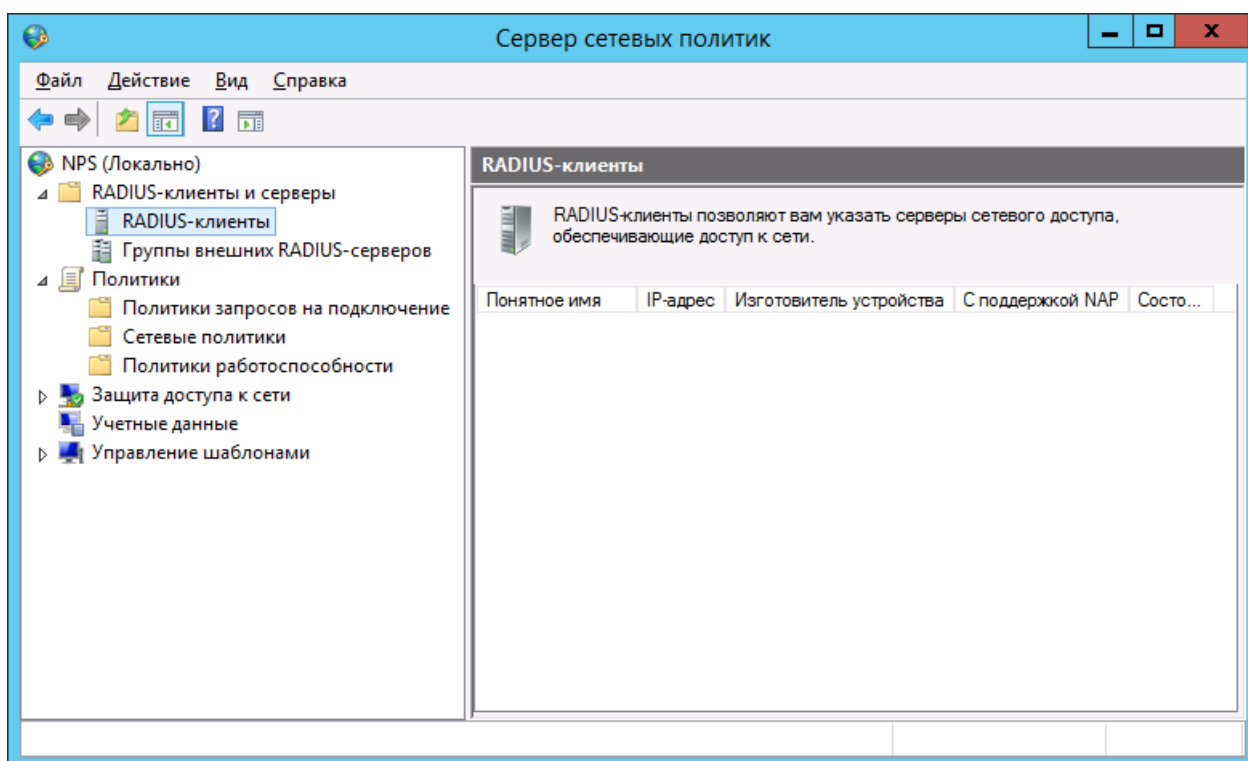 Сервер сетевых политик
Файл Действие Вид Справка
NPS (Локально)
RADIUS-клиенты и серверы
RADIUS-клиенты
Группы внешних RADIUS-серверов
Политики
Политики запросов на подключение
Сетевые политики
Политики работоспособности
Защита доступа к сети
Учетные данные
Управление шаблонами
RADIUS-клиенты
RADIUS-клиенты позволяют вам указать серверы сетевого доступа,
обеспечивающие доступ к сети.
Понятное имя IP-адрес Изготовитель устройства С поддержкой NAP Состо...